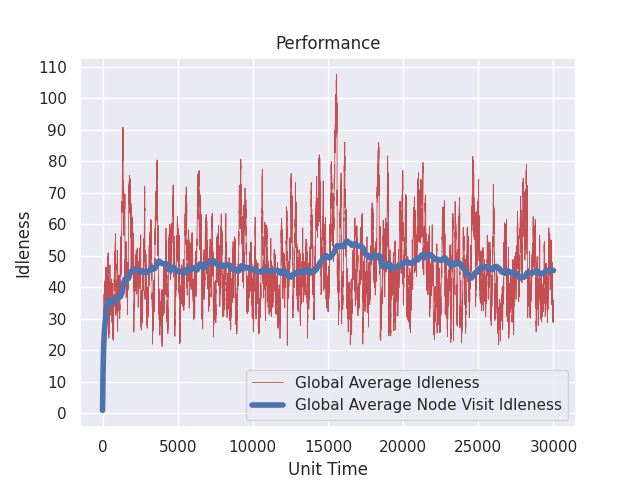 Performance
110
100
90
80
70
60
50
40
30
20
10
0
Idleness
Global Average Idleness
Global Average Node Visit Idleness
0 5000 10000 15000 20000 25000 30000
Unit Time